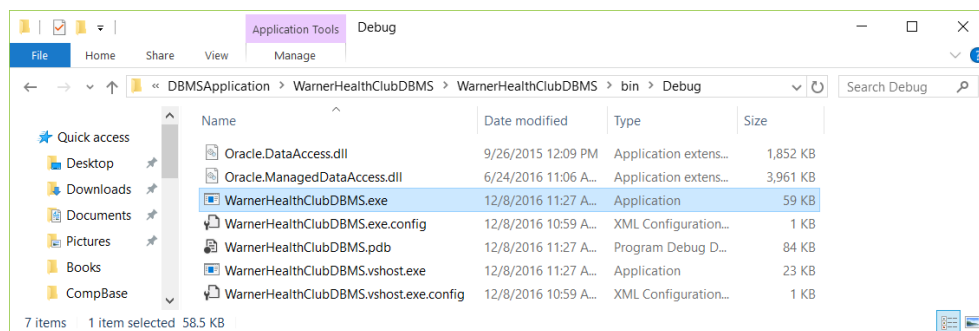 Application Tools Debug
File Home Share View Manage
« DBMSApplication > WarnerHealthClubDBMS > WarnerHealthClubDBMS > bin > Debug Search Debug
Name Date modified Type Size
Quick access
Desktop
Downloads
Documents
Pictures
Books
CompBase
Oracle.DataAccess.dll 9/26/2015 12:09 PM Application extens... 1,852 KB
Oracle.ManagedDataAccess.dll 6/24/2016 11:06 A... Application extens... 3,961 KB
WarnerHealthClubDBMS.exe 12/8/2016 11:27 A... Application 59 KB
WarnerHealthClubDBMS.exe.config 12/8/2016 10:59 A... XML Configuration... 1 KB
WarnerHealthClubDBMS.pdb 12/8/2016 11:27 A... Program Debug D... 84 KB
WarnerHealthClubDBMS.vshost.exe 12/8/2016 11:27 A... Application 23 KB
WarnerHealthClubDBMS.vshost.exe.config 12/8/2016 10:59 A... XML Configuration... 1 KB
7 items 1 item selected 58.5 KB